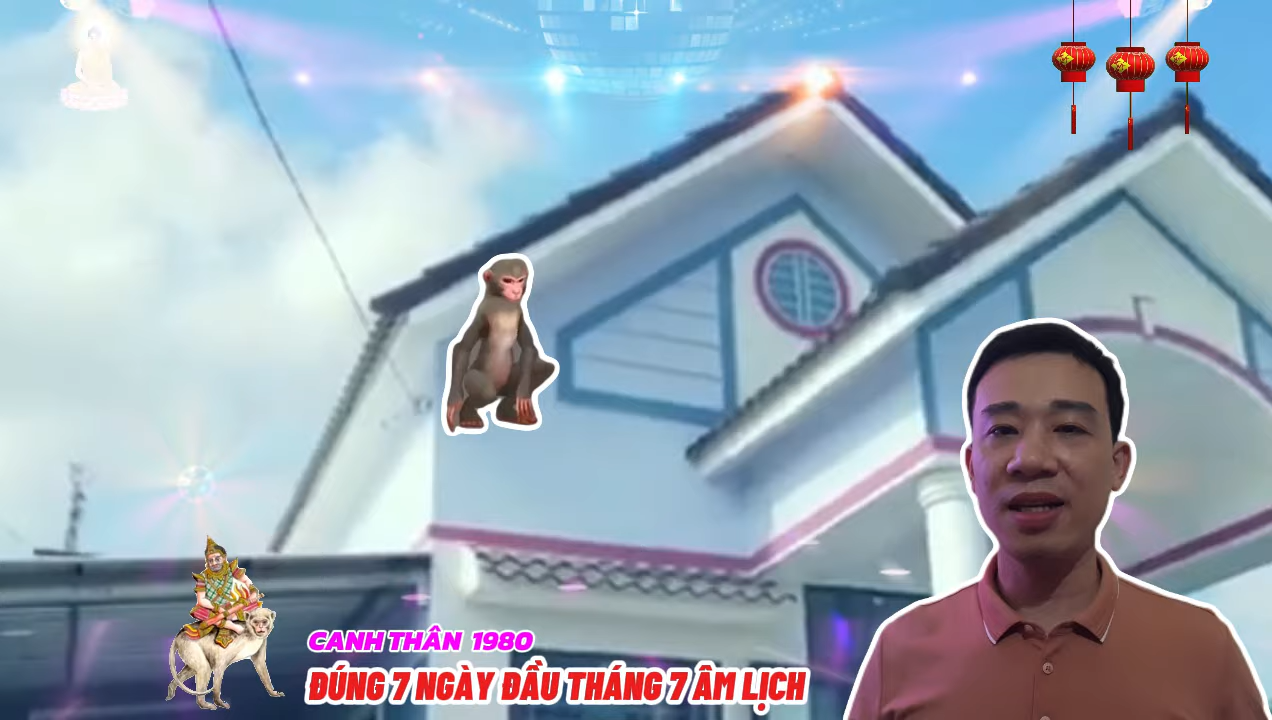 CANH THÂN 1980
ĐÚNG 7 NGÀY ĐẦU THÁNG 7 ÂM LỊCH